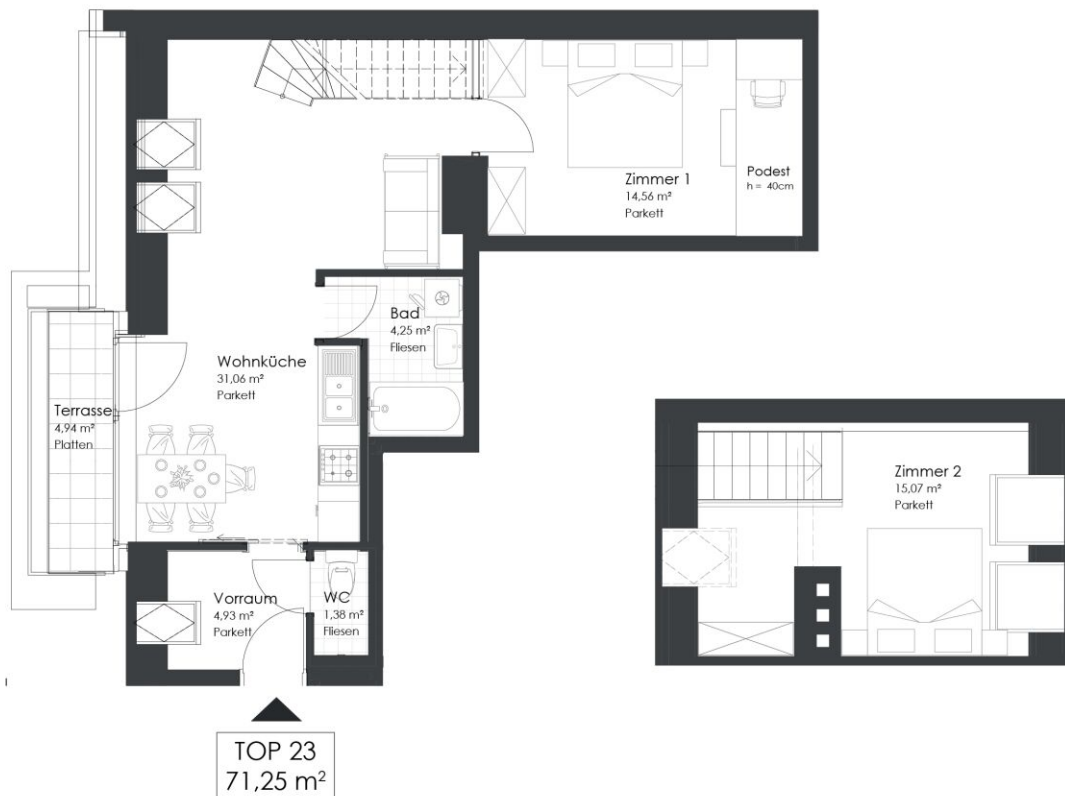 Zimmer 1
14,56 m²
Parkett
Podest
h = 40cm
Bad
4,25 m²
Fliesen
Wohnküche
31,06 m²
Parkett
Terrasse
4,94 m²
Platten
Zimmer 2
15,07 m²
Parkett
Vorraum
4,93 m²
Parkett
WC
1,38 m²
Fliesen
TOP 23
71,25 m²